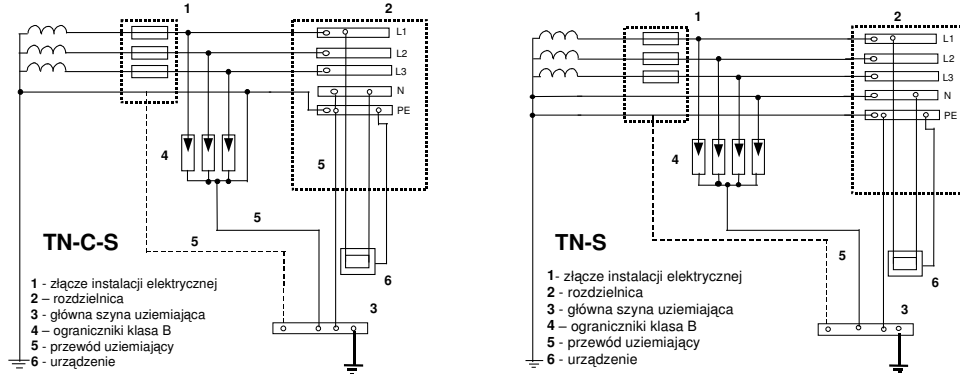 1
2
L1
L2
L3
N
PE
4
5
5
5
6
3
TN-C-S
1 - złącze instalacji elektrycznej
2 – rozdzielnica
3 - główna szyna uziemiająca
4 – ograniczniki klasa B
5 - przewód uziemiający
6 - urządzenie
1
2
L1
L2
L3
N
PE
4
5
6
3
TN-S
1- złącze instalacji elektrycznej
2 - rozdzielnica
3 - główna szyna uziemiająca
4 – ograniczniki klasa B
5 - przewód uziemiający
6 - urządzenie